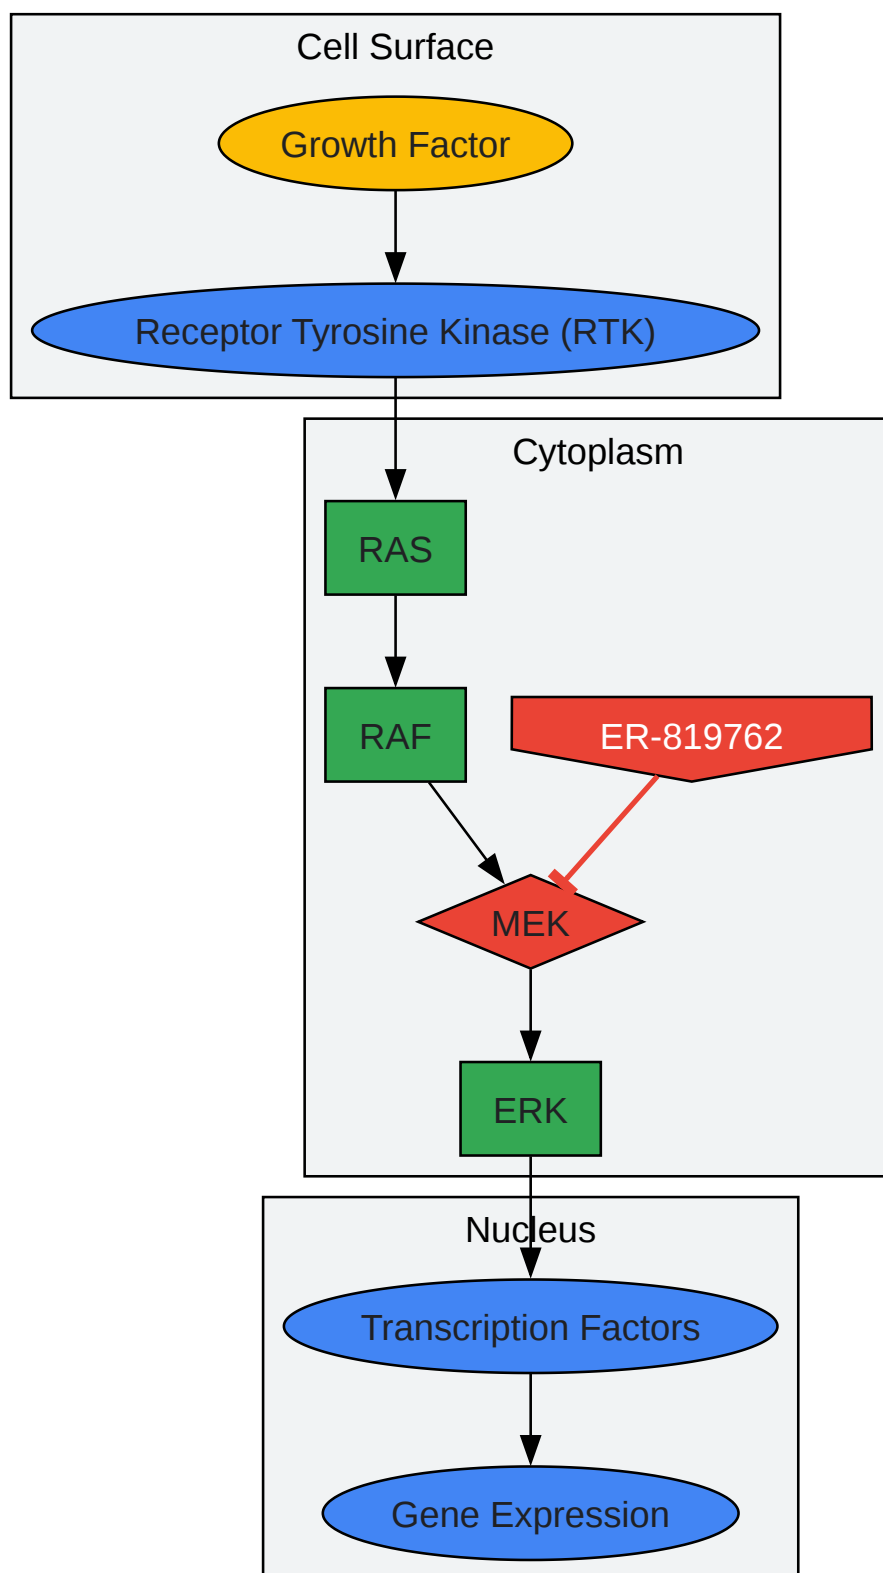 Cell Surface
Growth Factor
Receptor Tyrosine Kinase (RTK)
Cytoplasm
RAS
RAF
ER-819762
MEK
ERK
Nucleus
Transcription Factors
Gene Expression